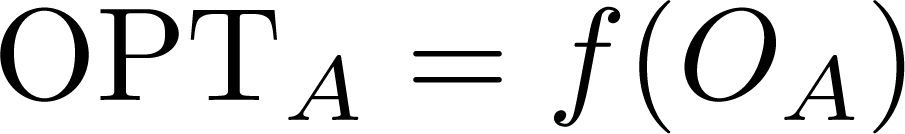 OPT_A = f(O_A)